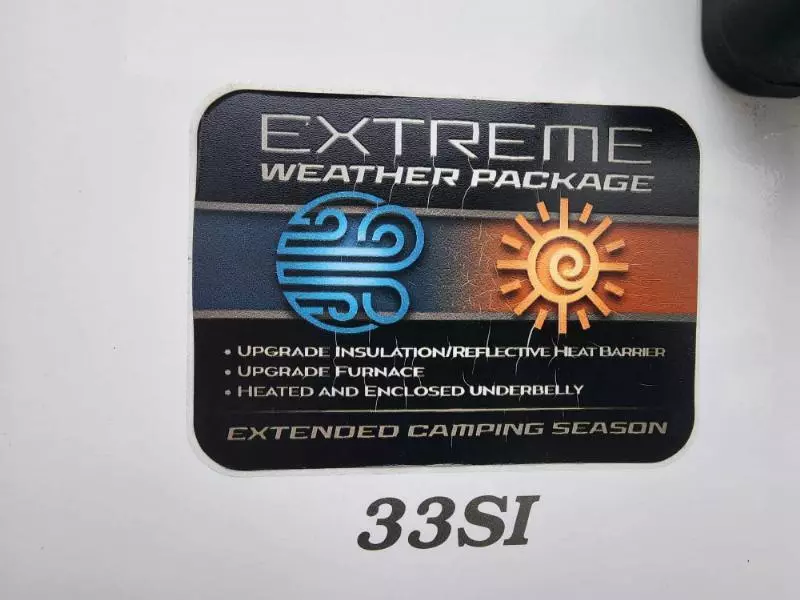 EXTREME
WEATHER PACKAGE
• UPGRADE INSULATION/REFLECTIVE HEAT BARRIER
• UPGRADE FURNACE
• HEATED AND ENCLOSED UNDERBELLY
EXTENDED CAMPING SEASON
33SI